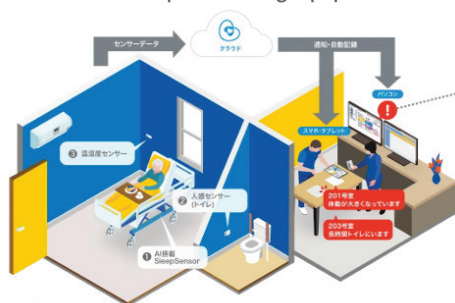 センサーデータ
クラウド
通知・自動記録
パソコン
スマホ・タブレット
❸ 温湿度センサー
❷ 人感センサー
(トイレ)
❶ AI搭載
SleepSensor
201号室
体動が大きくなっています
203号室
長時間トイレにいます